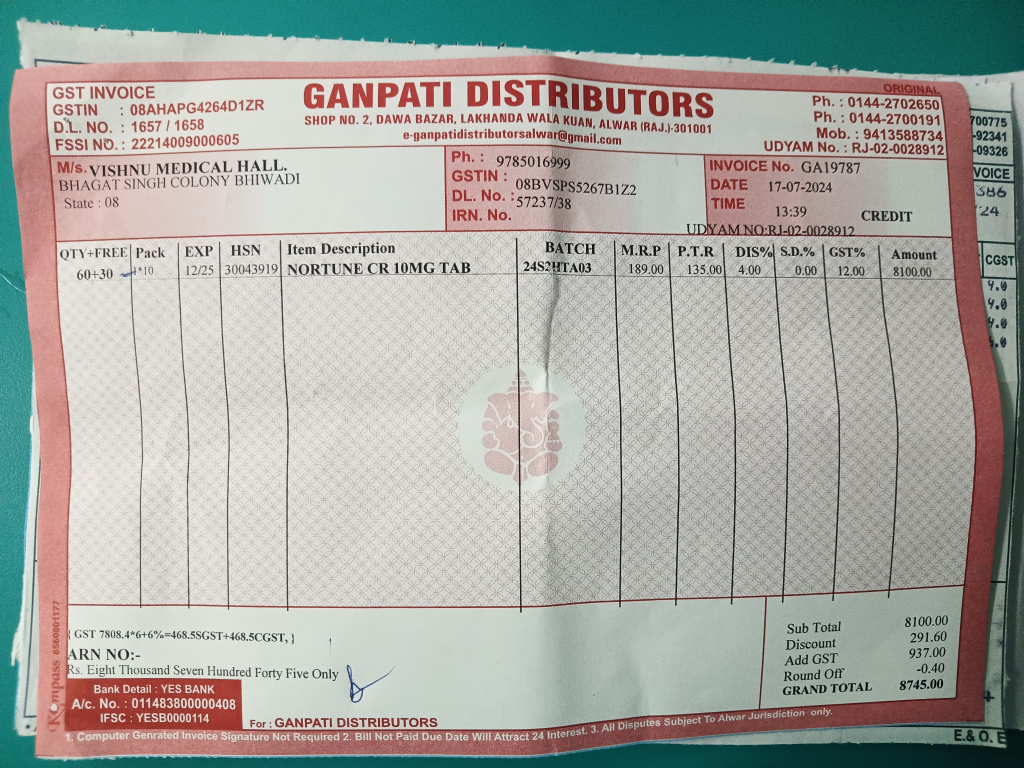 GST INVOICE
GSTIN : 08AHAPG4264D1ZR
D.L. NO. : 1657 / 1658
FSSI NO. : 22214009000605
GANPATI DISTRIBUTORS
SHOP NO. 2, DAWA BAZAR, LAKHANDA WALA KUAN, ALWAR (RAJ.)-301001
e-ganpatidistributorsalwar@gmail.com
ORIGINAL
Ph. : 0144-2702650
Ph. : 0144-2700191
Mob. : 9413588734
UDYAM No. : RJ-02-0028912
M/s. VISHNU MEDICAL HALL.
BHAGAT SINGH COLONY BHIWADI
State : 08
Ph. : 9785016999
GSTIN : 08BVSPS5267B1Z2
DL. No. : 57237/38
IRN. No.
INVOICE No. GA19787
DATE 17-07-2024
TIME 13:39
CREDIT
UDYAM NO:RJ-02-0028912
QTY+FREE Pack EXP HSN Item Description BATCH M.R.P P.T.R DIS% S.D.% GST% Amount
60+30 1*10 12/25 30043919 NORTUNE CR 10MG TAB 24S2HTA03 189.00 135.00 4.00 0.00 12.00 8100.00
{ GST 7808.4*6+6%=468.5SGST+468.5CGST, }
ARN NO:-
Rs. Eight Thousand Seven Hundred Forty Five Only
Bank Detail : YES BANK
A/c. No. : 011483800000408
IFSC : YESB0000114
For : GANPATI DISTRIBUTORS
Sub Total 8100.00
Discount 291.60
Add GST 937.00
Round Off -0.40
GRAND TOTAL 8745.00
1. Computer Genrated Invoice Signature Not Required 2. Bill Not Paid Due Date Will Attract 24 Interest. 3. All Disputes Subject To Alwar Jurisdiction only.
Kompass 8560001177
700775
-92341
-09326
VOICE
386
24
CGST
E.& O. E